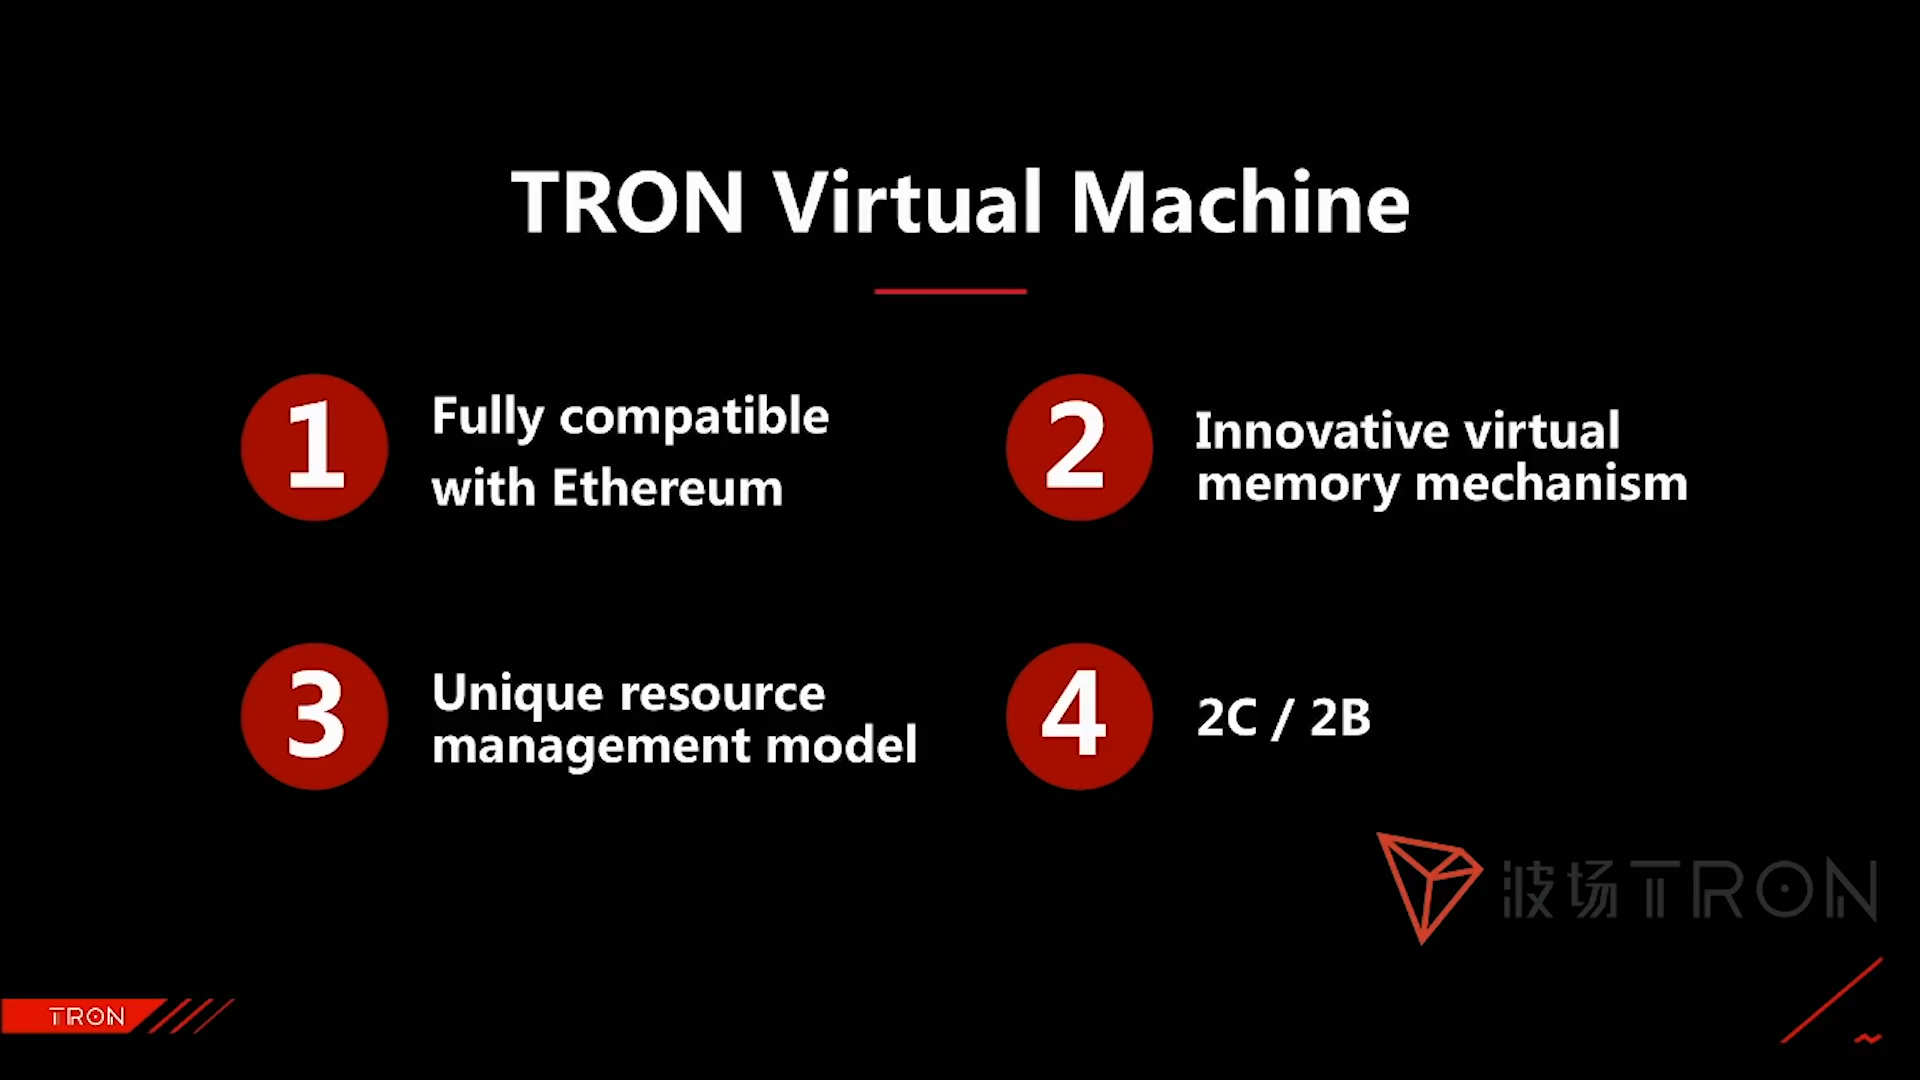 TRON Virtual Machine
1
Fully compatible
with Ethereum
2
Innovative virtual
memory mechanism
3
Unique resource
management model
4
2C / 2B
波场TRON
TRON